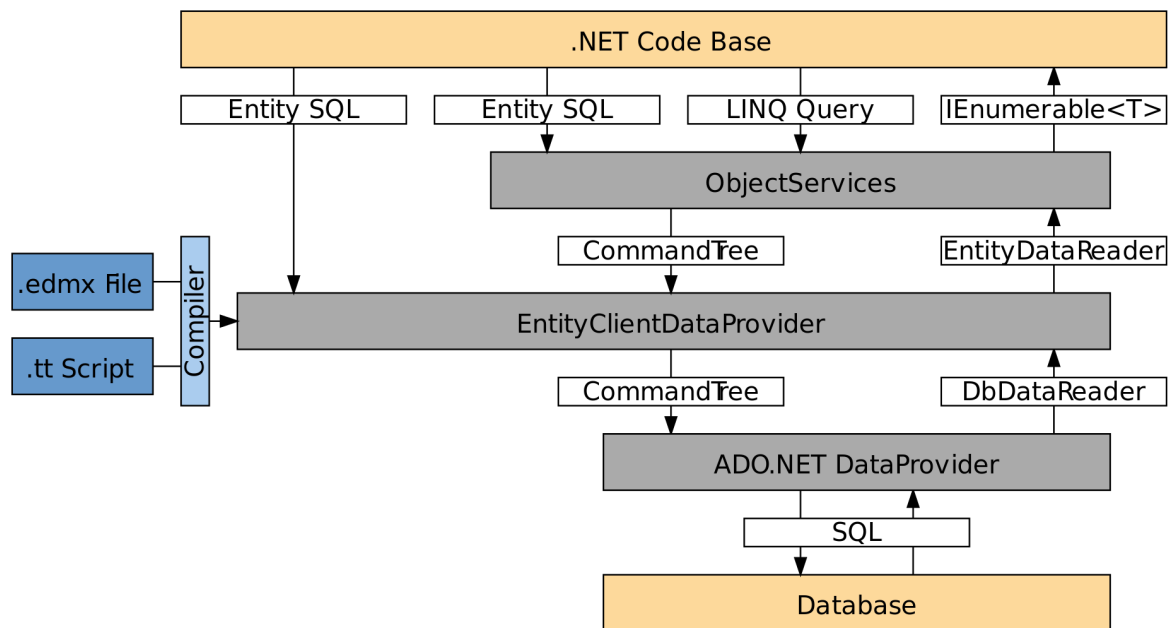 .NET Code Base
Entity SQL
Entity SQL
LINQ Query
IEnumerable<T>
ObjectServices
CommandTree
EntityDataReader
.edmx File
Compiler
EntityClientDataProvider
.tt Script
CommandTree
DbDataReader
ADO.NET DataProvider
SQL
Database